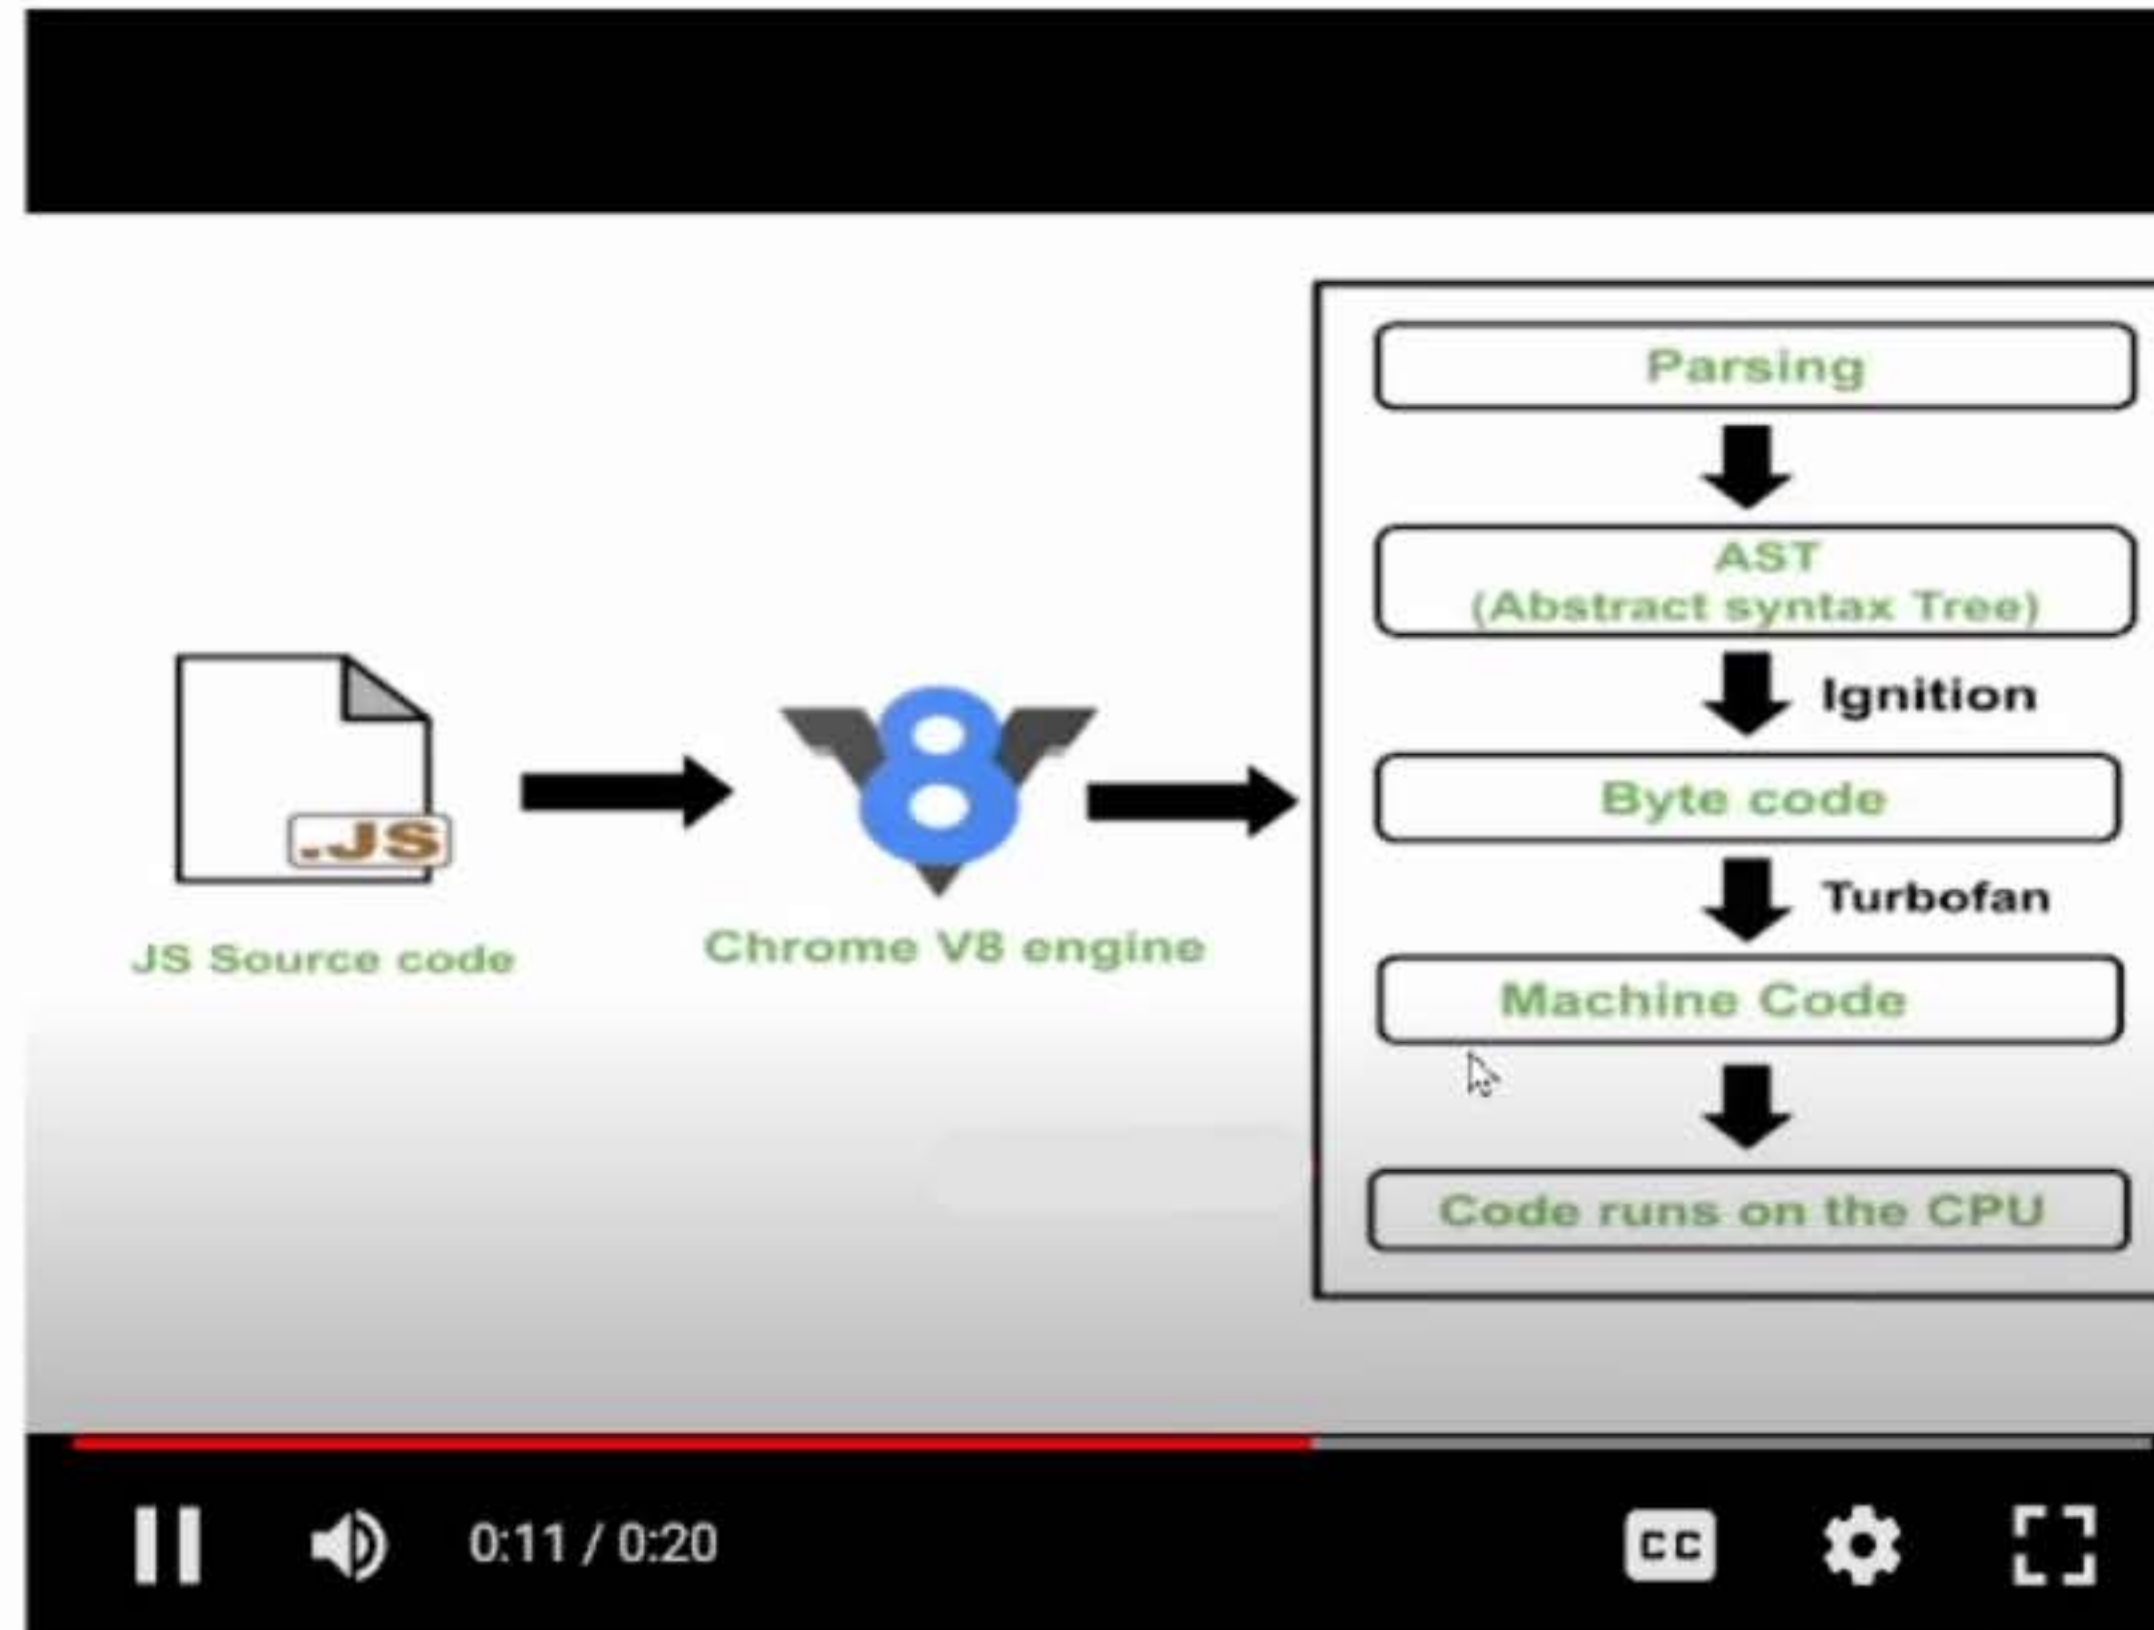 Parsing
AST
(Abstract syntax Tree)
Ignition
Byte code
Turbofan
.JS
8
JS Source code
Chrome V8 engine
Machine Code
Code runs on the CPU
0:11 / 0:20
CC